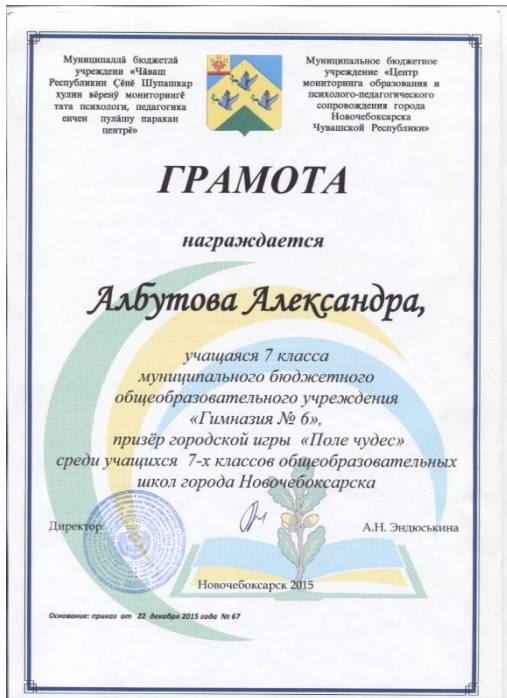 Муниципаллă бюджетлă
учреждени «Чăваш
Республикин Çĕнĕ Шупашкар
хулин вĕренÿ мониторингĕ
тата психологи, педагогика
енчен пулăшу паракан
центрĕ»
Муниципальное бюджетное
учреждение «Центр
мониторинга образования и
психолого-педагогического
сопровождения города
Новочебоксарска
Чувашской Республики»
ГРАМОТА
награждается
Албутова Александра,
учащаяся 7 класса
муниципального бюджетного
общеобразовательного учреждения
«Гимназия № 6»,
призёр городской игры «Поле чудес»
среди учащихся 7-х классов общеобразовательных
школ города Новочебоксарска
Директор
А.Н. Эндюськина
Новочебоксарск 2015
Основание: приказ от 22 декабря 2015 года № 67